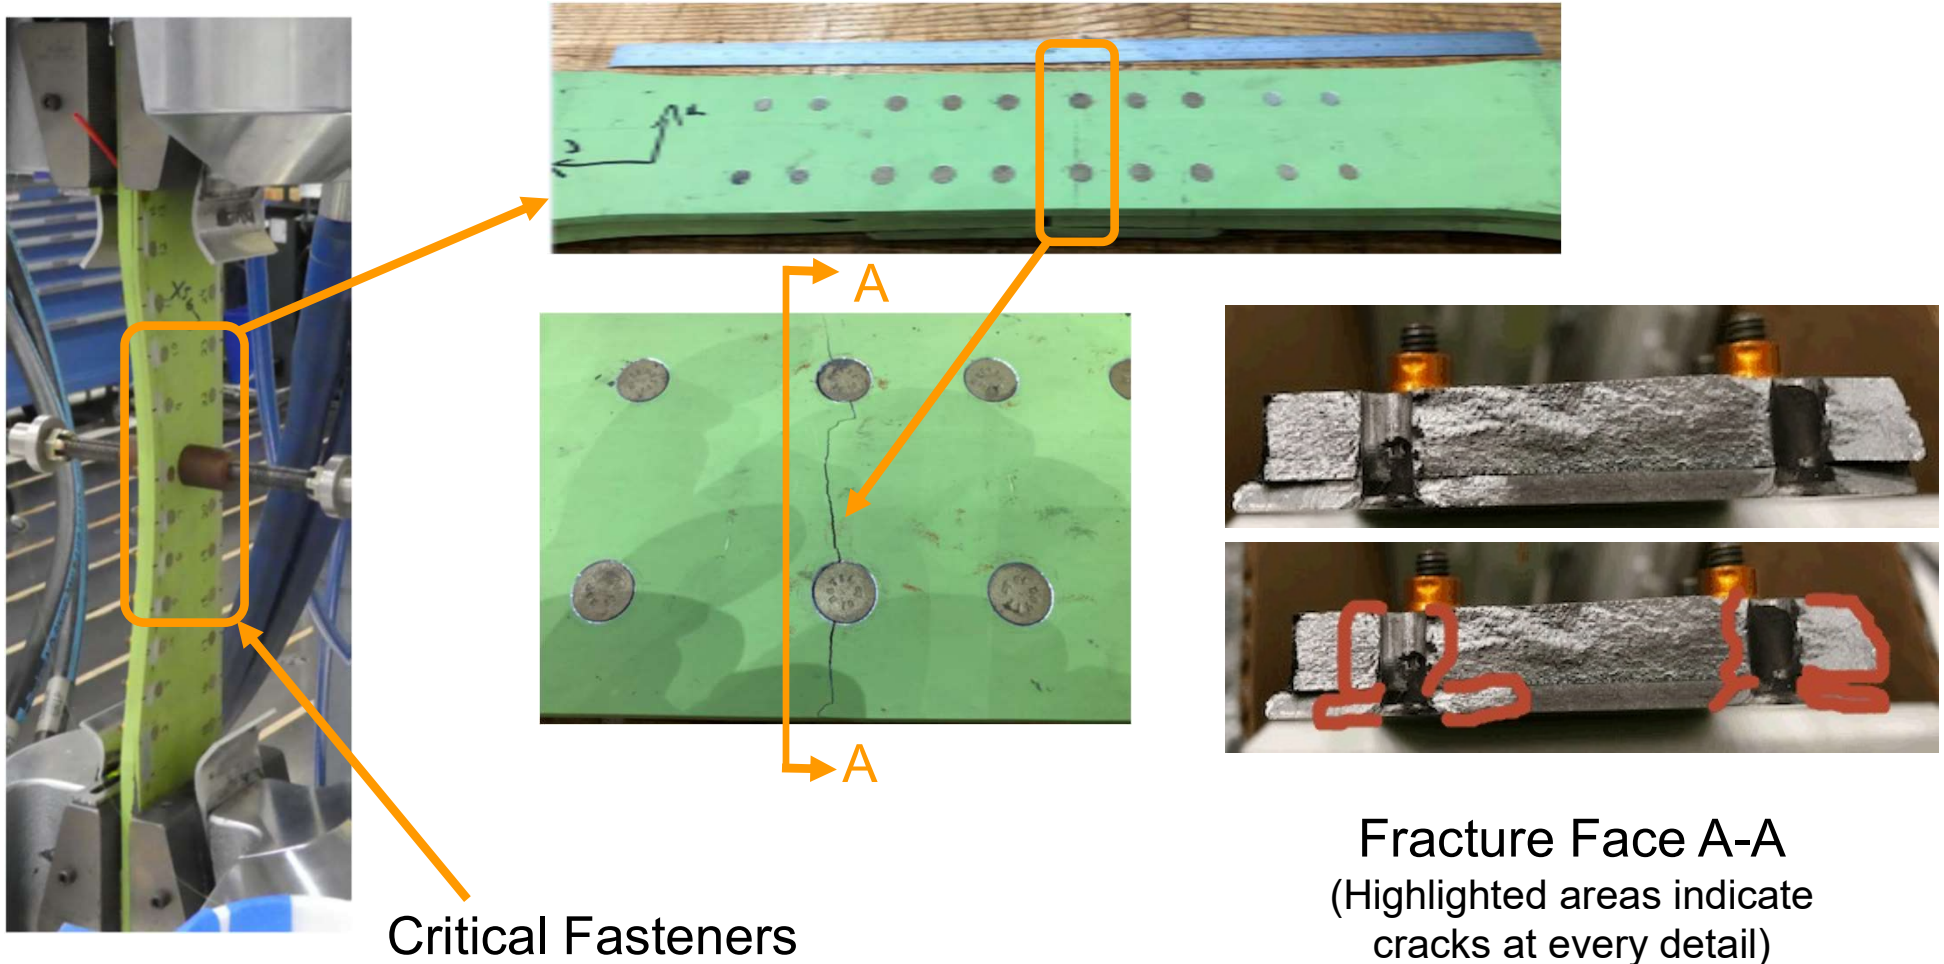 A
A
Critical Fasteners
Fracture Face A-A
(Highlighted areas indicate
cracks at every detail)